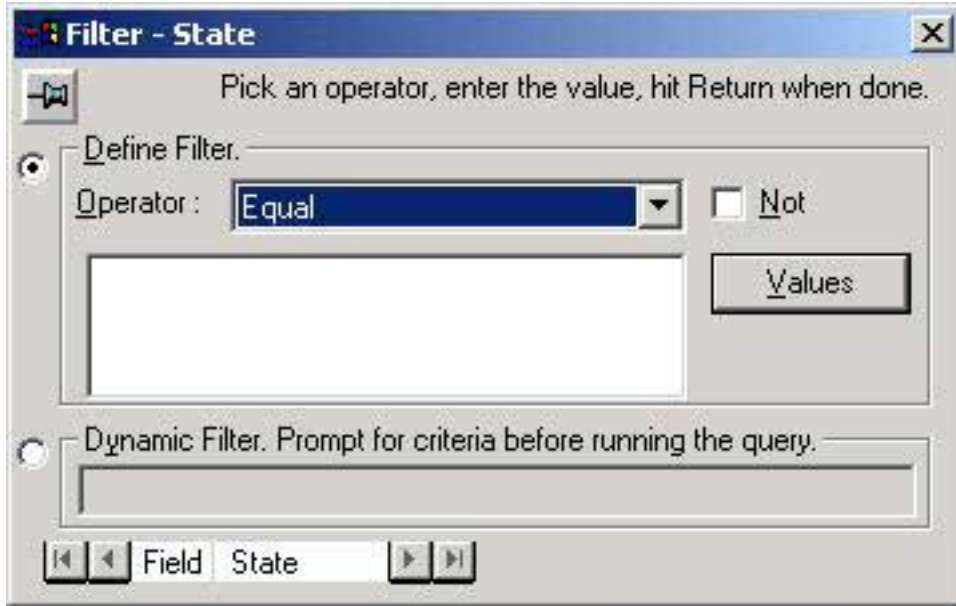 Filter - State
Pick an operator, enter the value, hit Return when done.
Define Filter.
Operator : Equal Not
Values
Dynamic Filter. Prompt for criteria before running the query.
Field State